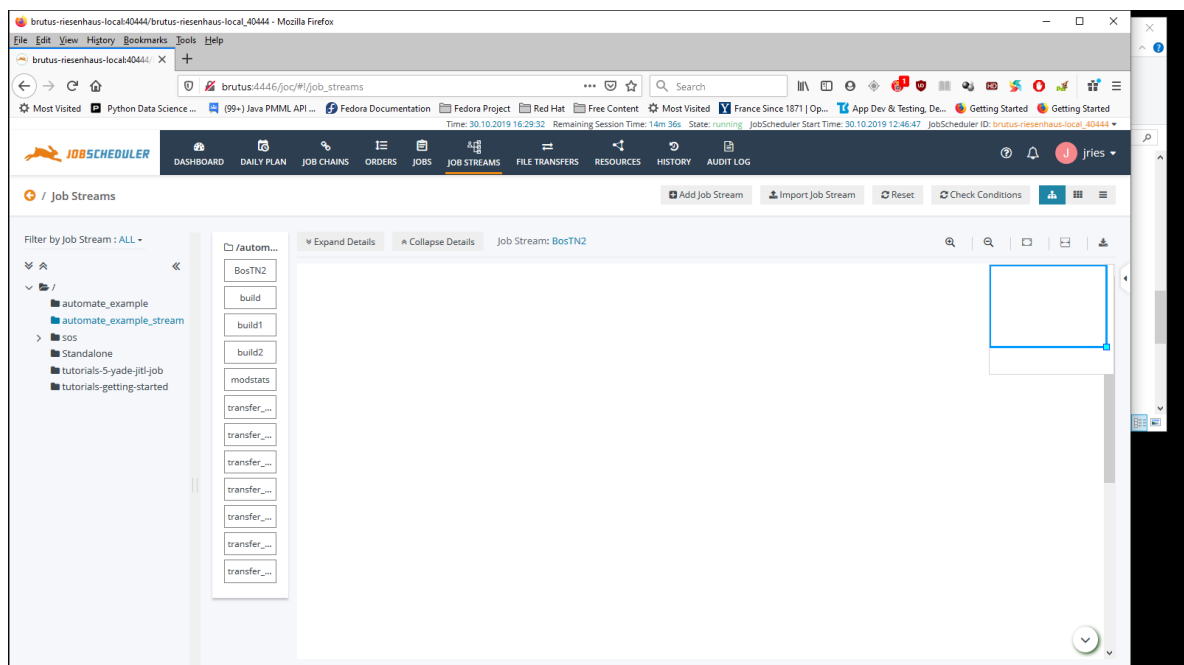 brutus-riesenhaus-local:40444/brutus-riesenhaus-local_40444 - Mozilla Firefox
File Edit View History Bookmarks Tools Help
brutus-riesenhaus-local:40444/
brutus:4446/joc/#!/job_streams
Search
Most Visited Python Data Science ... (99+) Java PMML API ... Fedora Documentation Fedora Project Red Hat Free Content Most Visited France Since 1871 | Op... App Dev & Testing, De... Getting Started Getting Started
Time: 30.10.2019 16:29:32 Remaining Session Time: 14m 36s State: running JobScheduler Start Time: 30.10.2019 12:46:47 JobScheduler ID: brutus-riesenhaus-local_40444
JOBSCHEDULER
DASHBOARD DAILY PLAN JOB CHAINS ORDERS JOBS JOB STREAMS FILE TRANSFERS RESOURCES HISTORY AUDIT LOG
J jries
/ Job Streams
Add Job Stream Import Job Stream Reset Check Conditions
Filter by Job Stream : ALL
/autom...
Expand Details Collapse Details Job Stream: BosTN2
/
automate_example
automate_example_stream
sos
Standalone
tutorials-5-yade-jitl-job
tutorials-getting-started
BosTN2
build
build1
build2
modstats
transfer_...
transfer_...
transfer_...
transfer_...
transfer_...
transfer_...
transfer_...